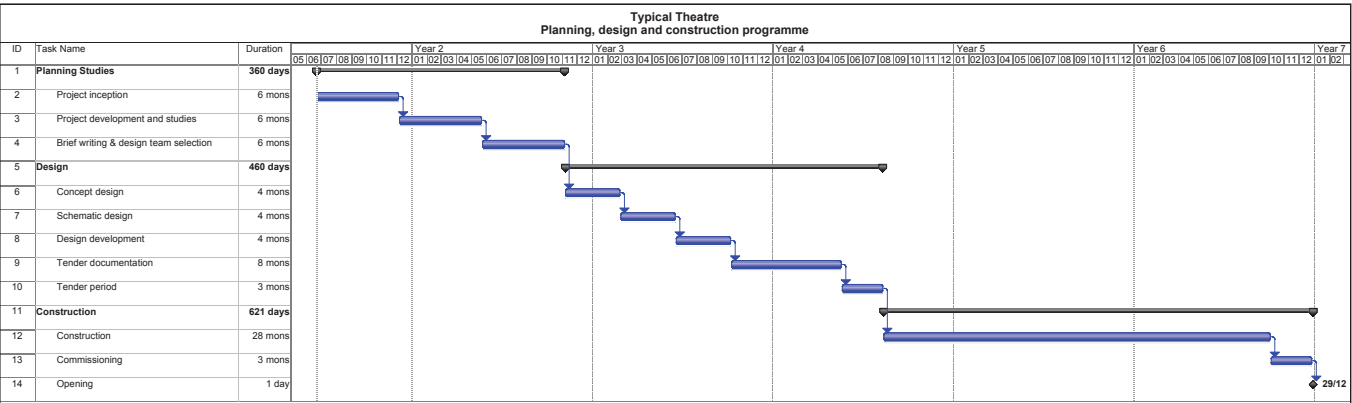 Typical Theatre
Planning, design and construction programme
ID Task Name Duration Year 2 Year 3 Year 4 Year 5 Year 6 Year 7
05 06 07 08 09 10 11 12 01 02 03 04 05 06 07 08 09 10 11 12 01 02 03 04 05 06 07 08 09 10 11 12 01 02 03 04 05 06 07 08 09 10 11 12 01 02 03 04 05 06 07 08 09 10 11 12 01 02 03 04 05 06 07 08 09 10 11 12 01 02
1 Planning Studies 360 days
2 Project inception 6 mons
3 Project development and studies 6 mons
4 Brief writing & design team selection 6 mons
5 Design 460 days
6 Concept design 4 mons
7 Schematic design 4 mons
8 Design development 4 mons
9 Tender documentation 8 mons
10 Tender period 3 mons
11 Construction 621 days
12 Construction 28 mons
13 Commissioning 3 mons
14 Opening 1 day 29/12